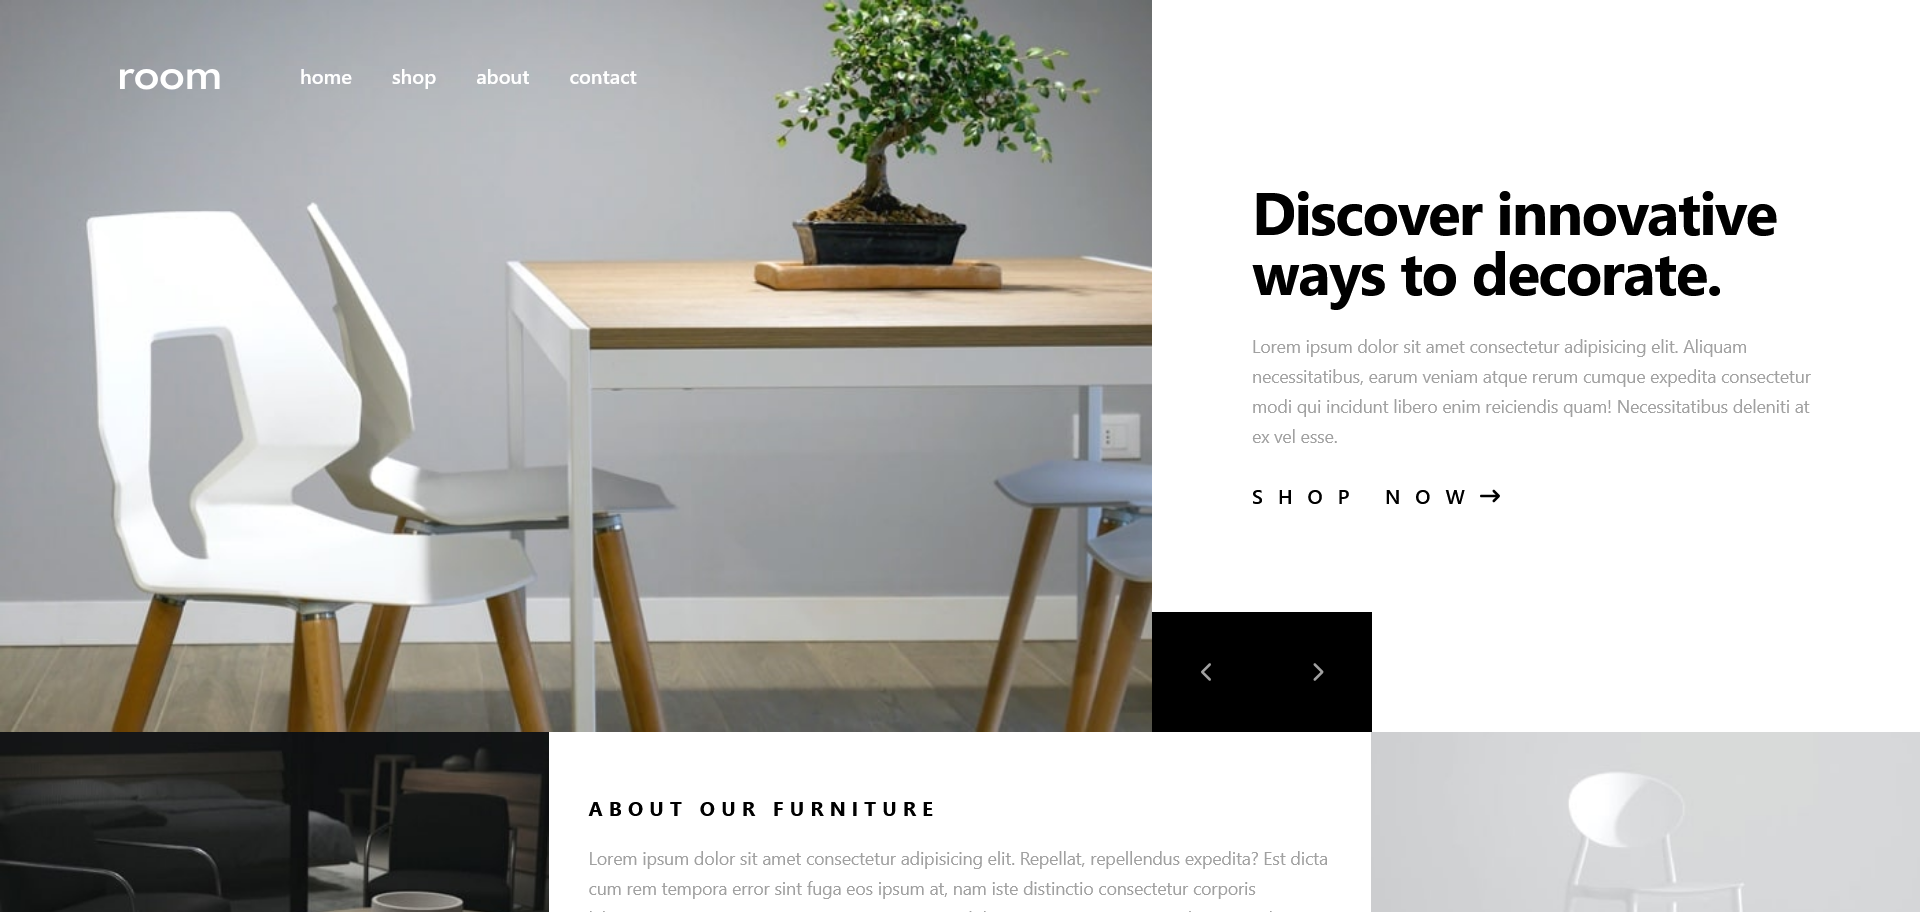 room
home shop about contact
Discover innovative
ways to decorate.
Lorem ipsum dolor sit amet consectetur adipisicing elit. Aliquam
necessitatibus, earum veniam atque rerum cumque expedita consectetur
modi qui incidunt libero enim reiciendis quam! Necessitatibus deleniti at
ex vel esse.
SHOP NOW
ABOUT OUR FURNITURE
Lorem ipsum dolor sit amet consectetur adipisicing elit. Repellat, repellendus expedita? Est dicta
cum rem tempora error sint fuga eos ipsum at, nam iste distinctio consectetur corporis